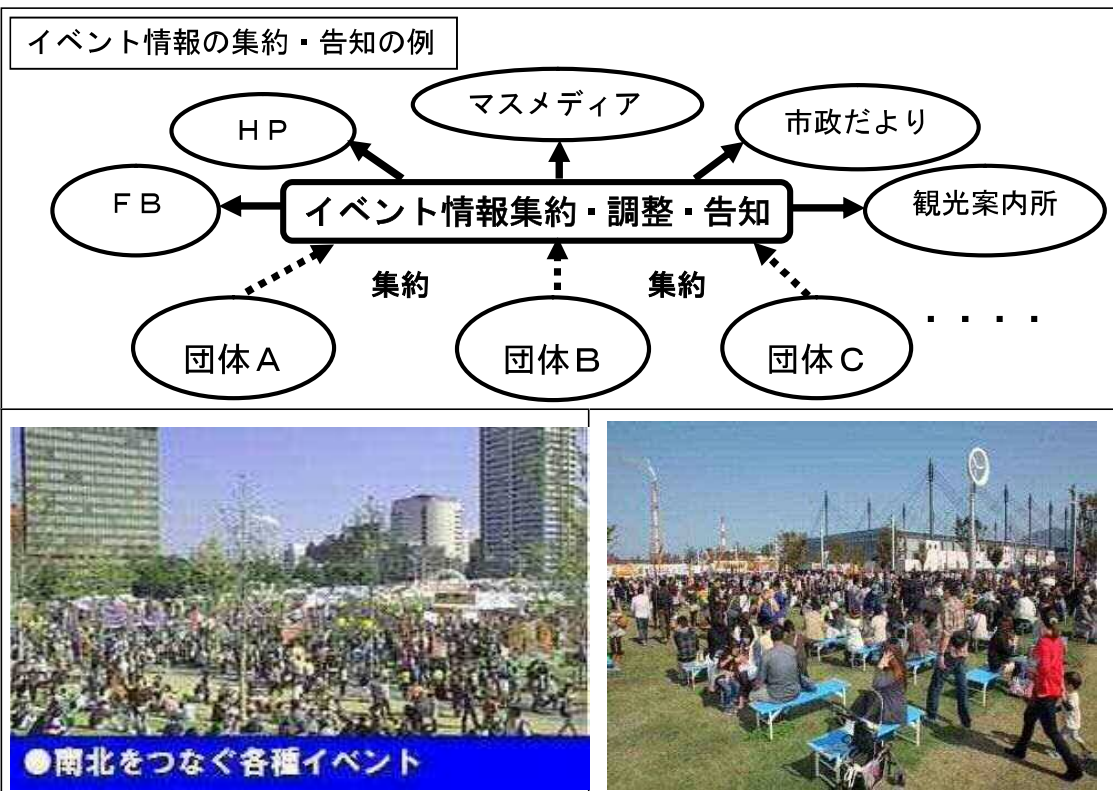 イベント情報の集約・告知の例
マスメディア
ＨＰ
市政だより
ＦＢ
イベント情報集約・調整・告知
観光案内所
集約
集約
団体Ａ
団体Ｂ
団体Ｃ
・・・・
●南北をつなぐ各種イベント